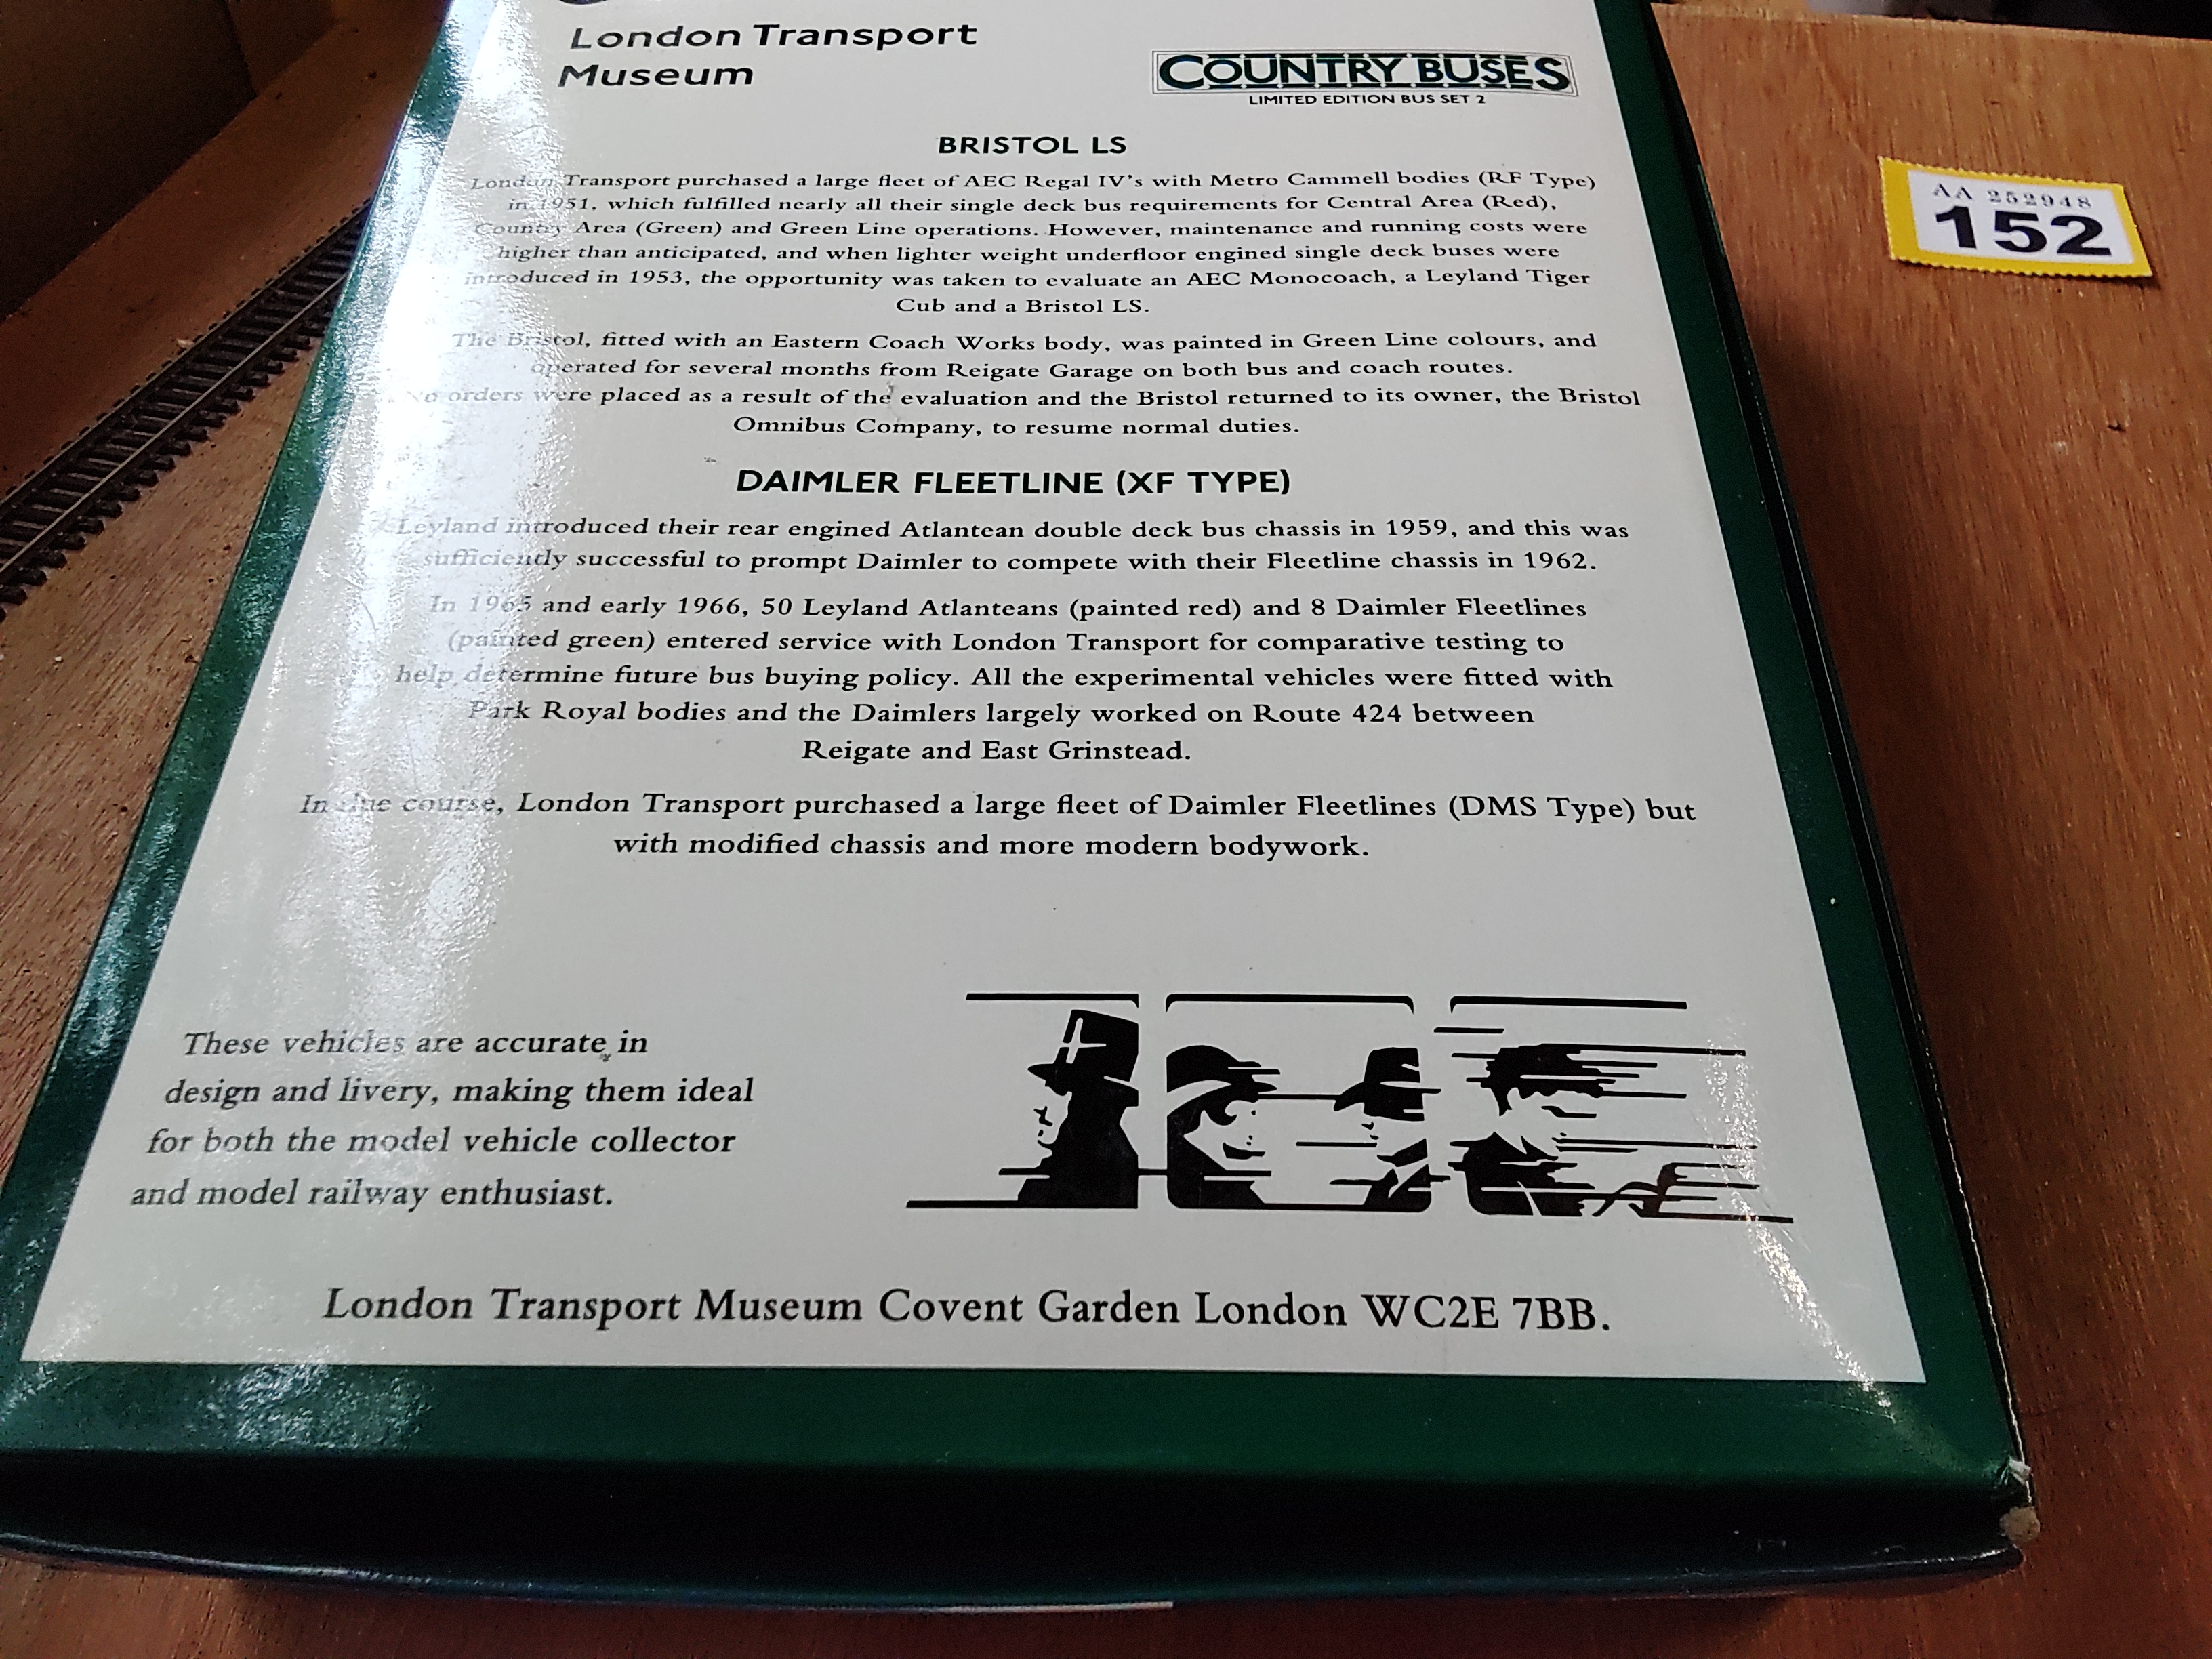 London Transport
Museum
COUNTRY BUSES
LIMITED EDITION BUS SET 2
BRISTOL LS
London Transport purchased a large fleet of AEC Regal IV's with Metro Cammell bodies (RF Type)
in 1951, which fulfilled nearly all their single deck bus requirements for Central Area (Red),
Country Area (Green) and Green Line operations. However, maintenance and running costs were
higher than anticipated, and when lighter weight underfloor engined single deck buses were
introduced in 1953, the opportunity was taken to evaluate an AEC Monocoach, a Leyland Tiger
Cub and a Bristol LS.
The Bristol, fitted with an Eastern Coach Works body, was painted in Green Line colours, and
operated for several months from Reigate Garage on both bus and coach routes.
No orders were placed as a result of the evaluation and the Bristol returned to its owner, the Bristol
Omnibus Company, to resume normal duties.
DAIMLER FLEETLINE (XF TYPE)
Leyland introduced their rear engined Atlantean double deck bus chassis in 1959, and this was
sufficiently successful to prompt Daimler to compete with their Fleetline chassis in 1962.
In 1965 and early 1966, 50 Leyland Atlanteans (painted red) and 8 Daimler Fleetlines
(painted green) entered service with London Transport for comparative testing to
help determine future bus buying policy. All the experimental vehicles were fitted with
Park Royal bodies and the Daimlers largely worked on Route 424 between
Reigate and East Grinstead.
In due course, London Transport purchased a large fleet of Daimler Fleetlines (DMS Type) but
with modified chassis and more modern bodywork.
These vehicles are accurate in
design and livery, making them ideal
for both the model vehicle collector
and model railway enthusiast.
London Transport Museum Covent Garden London WC2E 7BB.
AA 252948
152